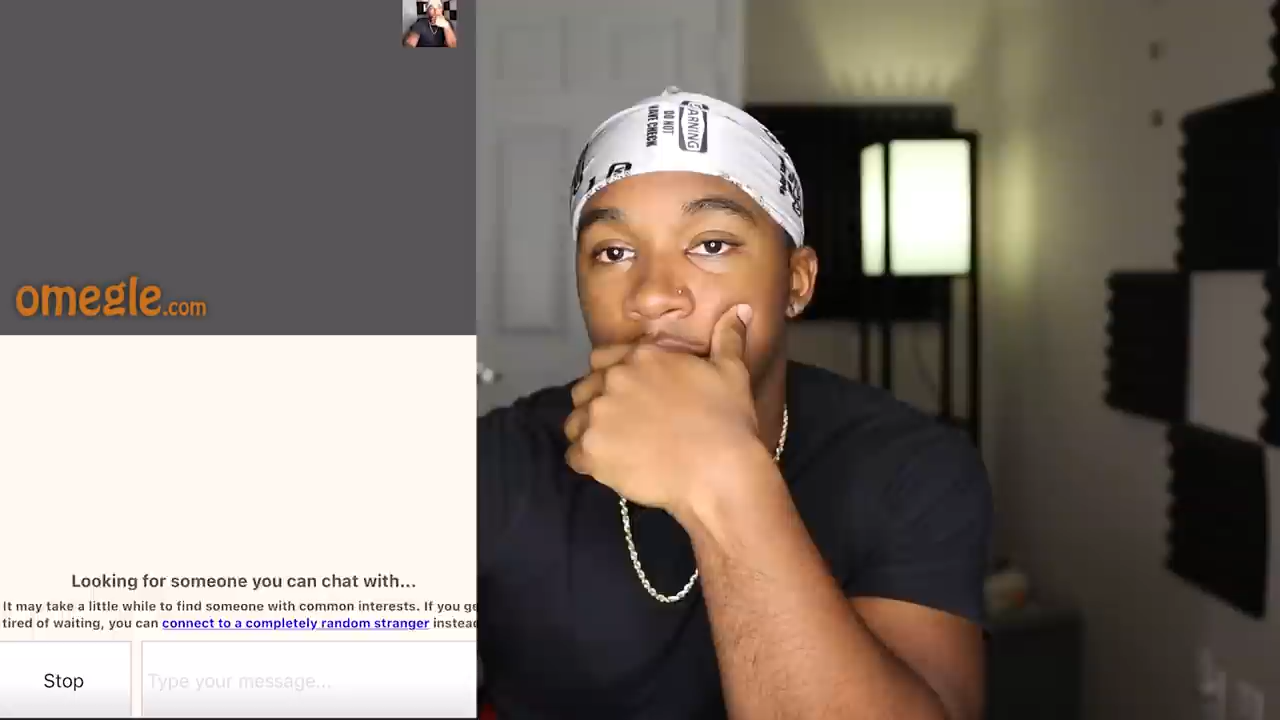 omegle.com
Looking for someone you can chat with...
It may take a little while to find someone with common interests. If you ge
tired of waiting, you can connect to a completely random stranger instead
Stop
Type your message...
WARNING
DO NOT